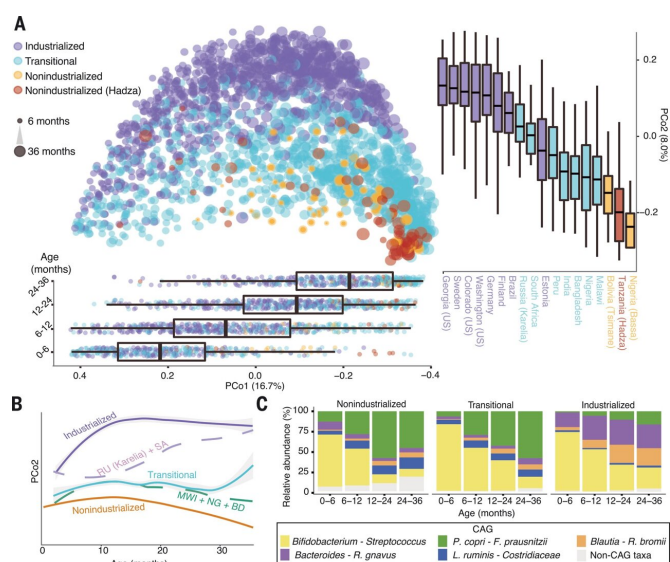 A
Industrialized
Transitional
Nonindustrialized
Nonindustrialized (Hadza)
6 months
36 months
Age
(months)
24-36
12-24
6-12
0-6
0.4
0.2
0.0
-0.2
-0.4
PCo1 (16.7%)
0.2
0.0
-0.2
PCo2 (8.0%)
Georgia (US)
Sweden
Colorado (US)
Washington (US)
Germany
Finland
Brazil
Russia (Karelia)
South Africa
Estonia
Peru
India
Bangladesh
Nigeria
Malawi
Bolivia (Tsimane)
Tanzania (Hadza)
Nigeria (Bassa)
B
PCo2
Industrialized
RU (Karelia) + SA
Transitional
MWI + NG + BD
Nonindustrialized
0
10
20
30
Age (months)
C
Nonindustrialized
Transitional
Industrialized
Relative abundance (%)
100
75
50
25
0
0–6
6–12
12–24
24–36
0–6
6–12
12–24
24–36
0–6
6–12
12–24
24–36
Age (months)
CAG
Bifidobacterium - Streptococcus
P. copri - F. prausnitzii
Blautia - R. bromii
Bacteroides - R. gnavus
L. ruminis - Costridiaceae
Non-CAG taxa